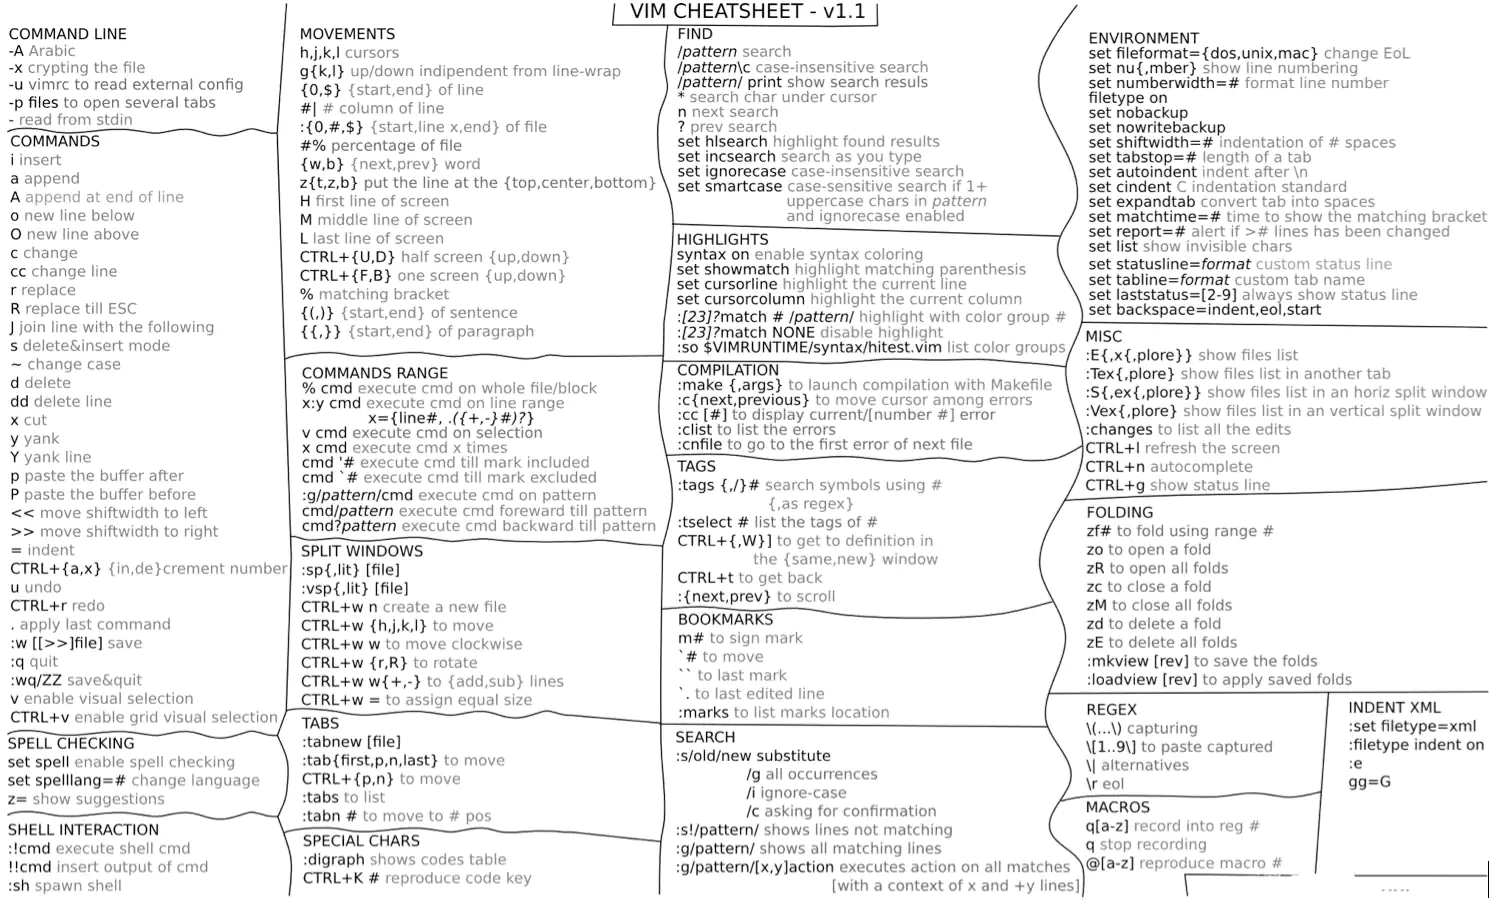 VIM CHEATSHEET - v1.1
COMMAND LINE
-A Arabic
-x crypting the file
-u vimrc to read external config
-p files to open several tabs
- read from stdin
COMMANDS
i insert
a append
A append at end of line
o new line below
O new line above
c change
cc change line
r replace
R replace till ESC
J join line with the following
s delete&insert mode
~ change case
d delete
dd delete line
x cut
y yank
Y yank line
p paste the buffer after
P paste the buffer before
<< move shiftwidth to left
>> move shiftwidth to right
= indent
CTRL+{a,x} {in,de}crement number
u undo
CTRL+r redo
. apply last command
:w [[>>]file] save
:q quit
:wq/ZZ save&quit
v enable visual selection
CTRL+v enable grid visual selection
SPELL CHECKING
set spell enable spell checking
set spelllang=# change language
z= show suggestions
SHELL INTERACTION
:!cmd execute shell cmd
!!cmd insert output of cmd
:sh spawn shell
MOVEMENTS
h,j,k,l cursors
g{k,l} up/down indipendent from line-wrap
{0,$} {start,end} of line
#| # column of line
:{0,#,$} {start,line x,end} of file
#% percentage of file
{w,b} {next,prev} word
z{t,z,b} put the line at the {top,center,bottom}
H first line of screen
M middle line of screen
L last line of screen
CTRL+{U,D} half screen {up,down}
CTRL+{F,B} one screen {up,down}
% matching bracket
{(,)} {start,end} of sentence
{{,}} {start,end} of paragraph
COMMANDS RANGE
% cmd execute cmd on whole file/block
x:y cmd execute cmd on line range
x={line#, .({+,-}#)?}
v cmd execute cmd on selection
x cmd execute cmd x times
cmd '# execute cmd till mark included
cmd `# execute cmd till mark excluded
:g/pattern/cmd execute cmd on pattern
cmd/pattern execute cmd foreward till pattern
cmd?pattern execute cmd backward till pattern
SPLIT WINDOWS
:sp{,lit} [file]
:vsp{,lit} [file]
CTRL+w n create a new file
CTRL+w {h,j,k,l} to move
CTRL+w w to move clockwise
CTRL+w {r,R} to rotate
CTRL+w w{+,-} to {add,sub} lines
CTRL+w = to assign equal size
TABS
:tabnew [file]
:tab{first,p,n,last} to move
CTRL+{p,n} to move
:tabs to list
:tabn # to move to # pos
SPECIAL CHARS
:digraph shows codes table
CTRL+K # reproduce code key
FIND
/pattern search
/pattern\c case-insensitive search
/pattern/ print show search resuls
* search char under cursor
n next search
? prev search
set hlsearch highlight found results
set incsearch search as you type
set ignorecase case-insensitive search
set smartcase case-sensitive search if 1+
uppercase chars in pattern
and ignorecase enabled
HIGHLIGHTS
syntax on enable syntax coloring
set showmatch highlight matching parenthesis
set cursorline highlight the current line
set cursorcolumn highlight the current column
:[23]?match # /pattern/ highlight with color group #
:[23]?match NONE disable highlight
:so $VIMRUNTIME/syntax/hitest.vim list color groups
COMPILATION
:make {,args} to launch compilation with Makefile
:c{next,previous} to move cursor among errors
:cc [#] to display current/[number #] error
:clist to list the errors
:cnfile to go to the first error of next file
TAGS
:tags {,/}# search symbols using #
{,as regex}
:tselect # list the tags of #
CTRL+{,W}] to get to definition in
the {same,new} window
CTRL+t to get back
:{next,prev} to scroll
BOOKMARKS
m# to sign mark
`# to move
`` to last mark
`. to last edited line
:marks to list marks location
SEARCH
:s/old/new substitute
/g all occurrences
/i ignore-case
/c asking for confirmation
:s!/pattern/ shows lines not matching
:g/pattern/ shows all matching lines
:g/pattern/[x,y]action executes action on all matches
[with a context of x and +y lines]
ENVIRONMENT
set fileformat={dos,unix,mac} change EoL
set nu{,mber} show line numbering
set numberwidth=# format line number
filetype on
set nobackup
set nowritebackup
set shiftwidth=# indentation of # spaces
set tabstop=# length of a tab
set autoindent indent after \n
set cindent C indentation standard
set expandtab convert tab into spaces
set matchtime=# time to show the matching bracket
set report=# alert if ># lines has been changed
set list show invisible chars
set statusline=format custom status line
set tabline=format custom tab name
set laststatus=[2-9] always show status line
set backspace=indent,eol,start
MISC
:E{,x{,plore}} show files list
:Tex{,plore} show files list in another tab
:S{,ex{,plore}} show files list in an horiz split window
:Vex{,plore} show files list in an vertical split window
:changes to list all the edits
CTRL+l refresh the screen
CTRL+n autocomplete
CTRL+g show status line
FOLDING
zf# to fold using range #
zo to open a fold
zR to open all folds
zc to close a fold
zM to close all folds
zd to delete a fold
zE to delete all folds
:mkview [rev] to save the folds
:loadview [rev] to apply saved folds
REGEX
\(...\) capturing
\[1..9\] to paste captured
\| alternatives
\r eol
MACROS
q[a-z] record into reg #
q stop recording
@[a-z] reproduce macro #
INDENT XML
:set filetype=xml
:filetype indent on
:e
gg=G